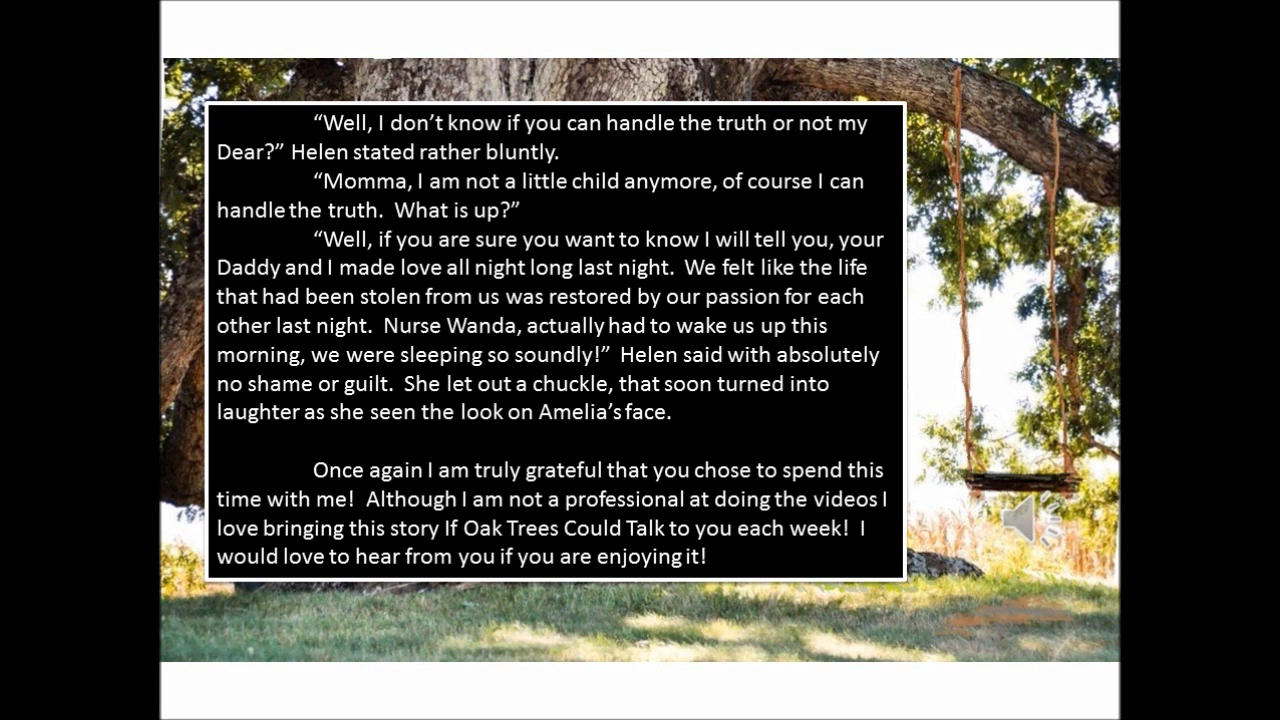 “Well, I don’t know if you can handle the truth or not my
Dear?” Helen stated rather bluntly.
“Momma, I am not a little child anymore, of course I can
handle the truth.  What is up?”
“Well, if you are sure you want to know I will tell you, your
Daddy and I made love all night long last night.  We felt like the life
that had been stolen from us was restored by our passion for each
other last night.  Nurse Wanda, actually had to wake us up this
morning, we were sleeping so soundly!”  Helen said with absolutely
no shame or guilt.  She let out a chuckle, that soon turned into
laughter as she seen the look on Amelia’s face.
Once again I am truly grateful that you chose to spend this
time with me!  Although I am not a professional at doing the videos I
love bringing this story If Oak Trees Could Talk to you each week!  I
would love to hear from you if you are enjoying it!